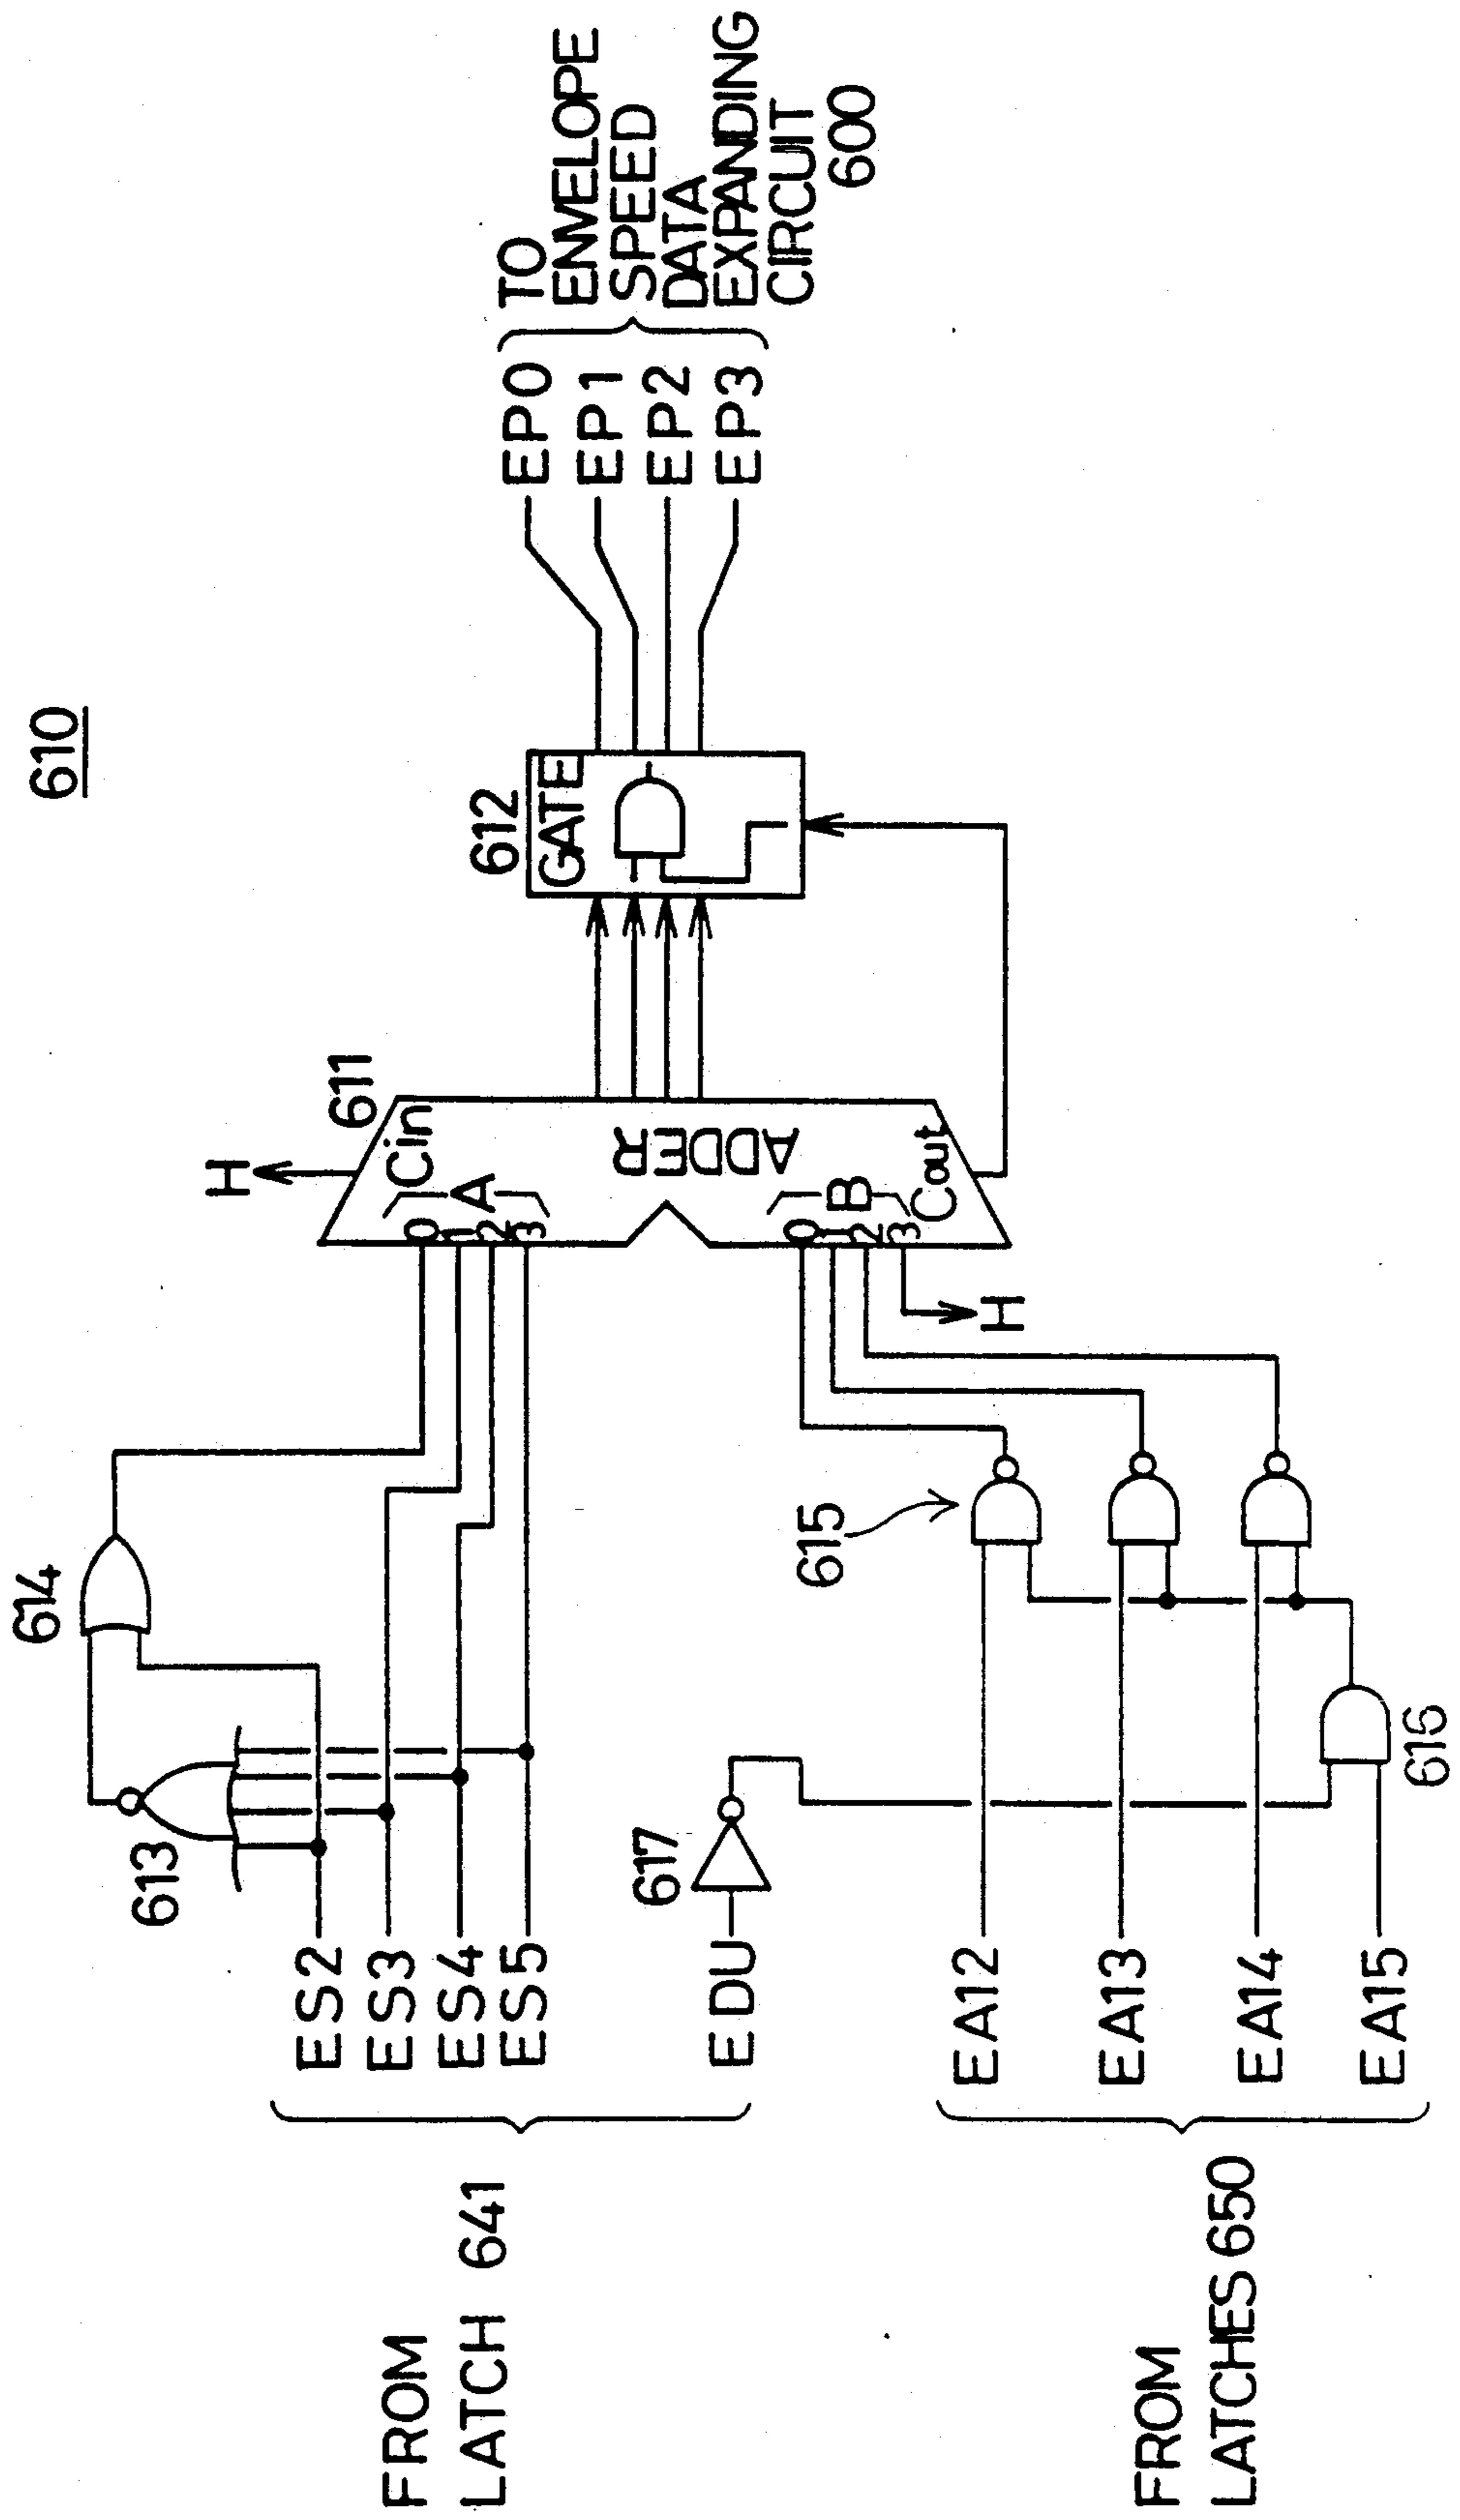 610
614
613
ES2
ES3
ES4
ES5
EDU
FROM
LATCH 641
617
615
616
EA12
EA13
EA14
EA15
FROM
LATCHES 650
H
611
Cin
0
1
2
3
A
ADDER
0
1
2
3
B
Cout
H
612
GATE
EP0
EP1
EP2
EP3
TO
ENVELOPE
SPEED
DATA
EXPANDING
CIRCUIT
600